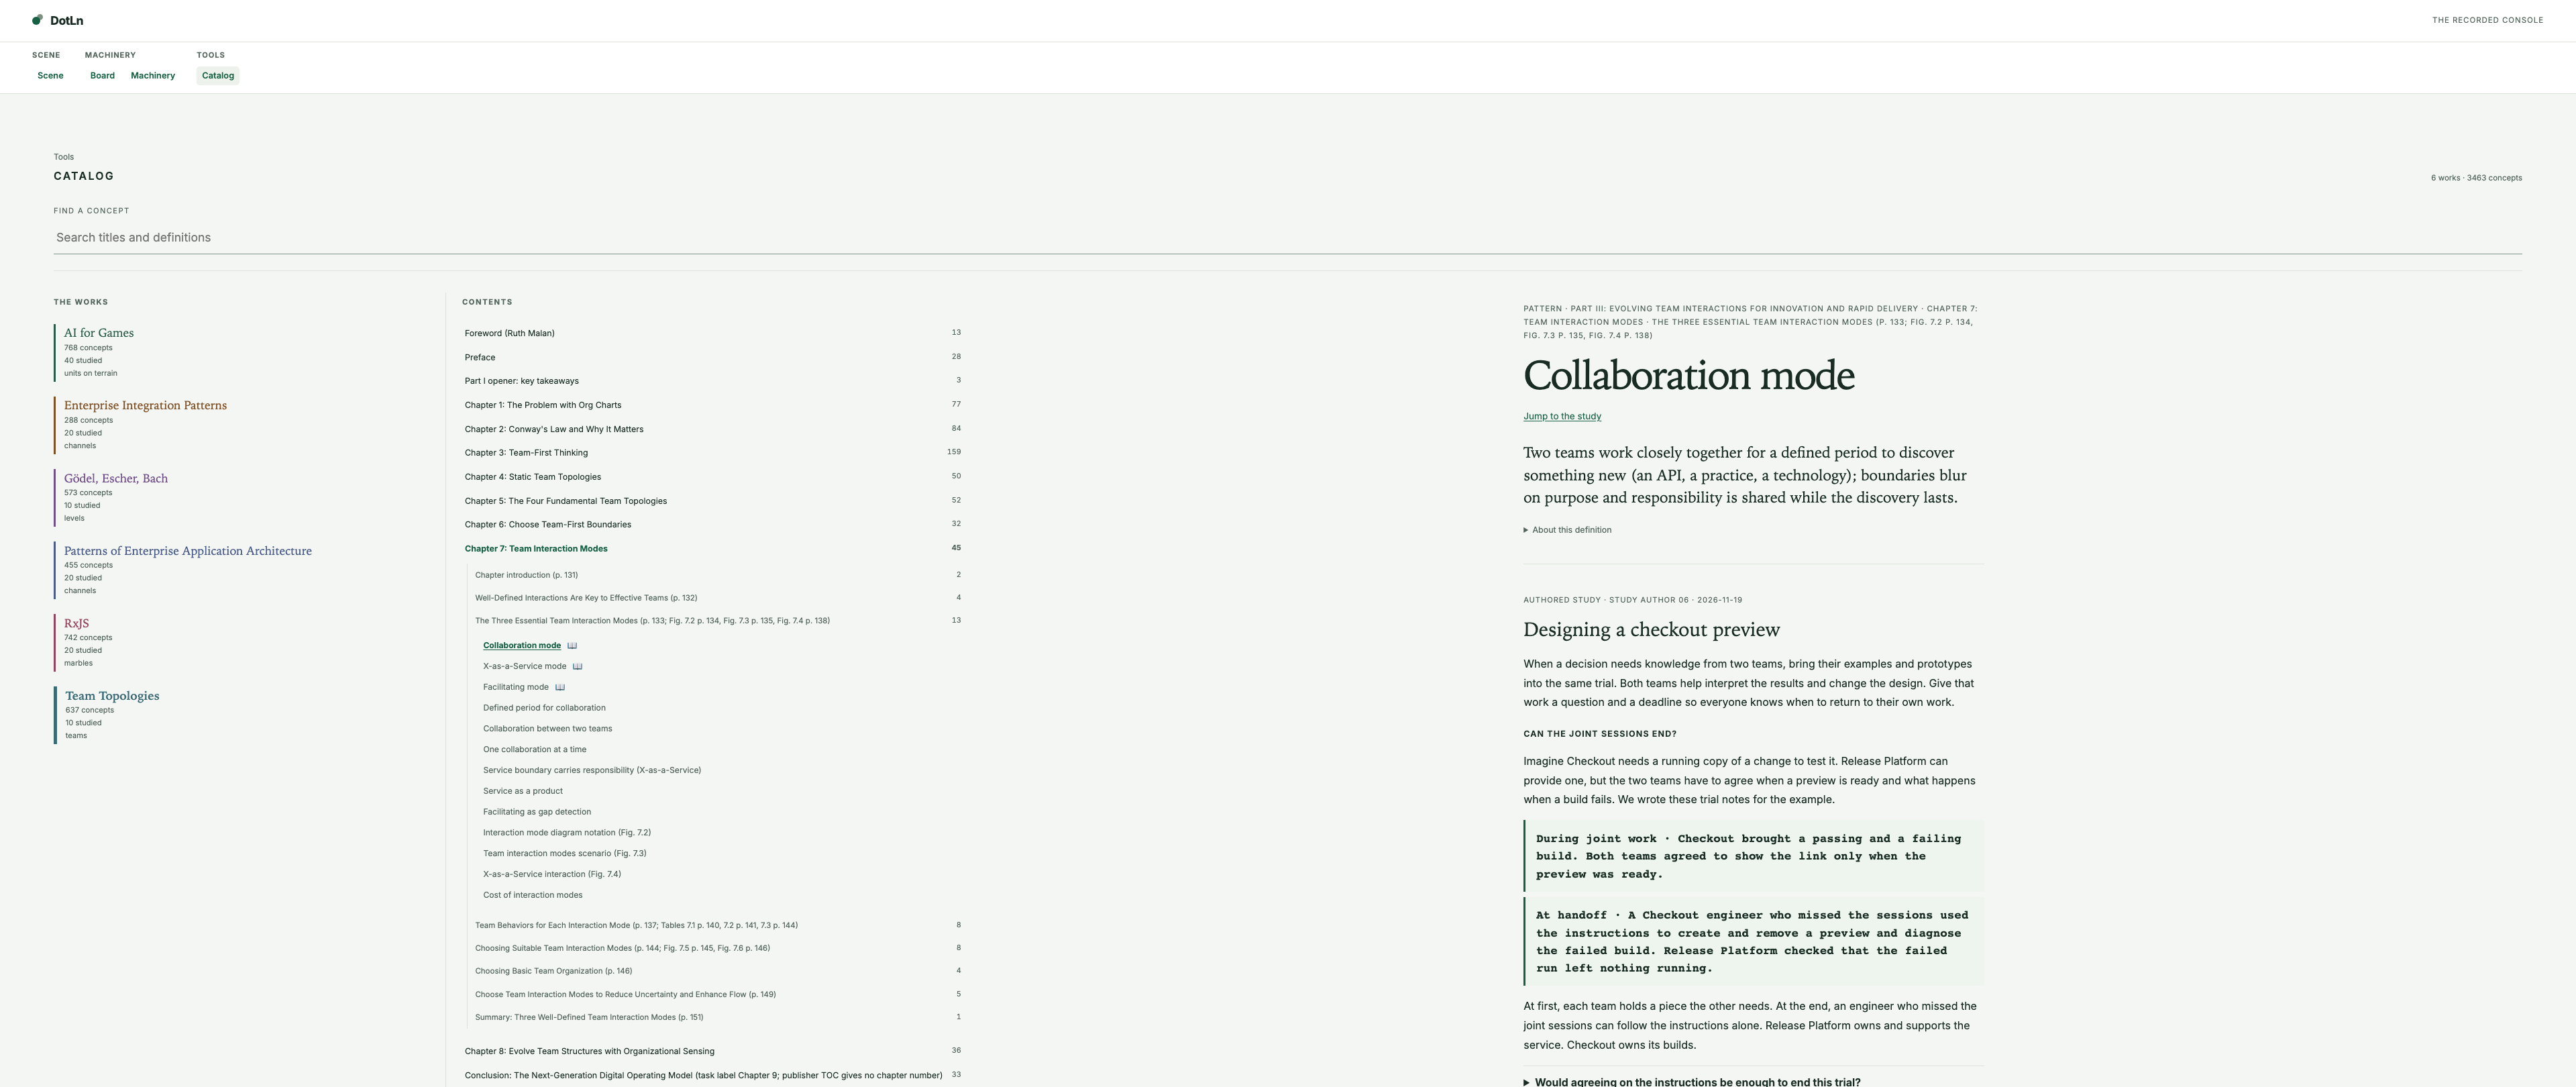 DotLn
THE RECORDED CONSOLE
SCENE
MACHINERY
TOOLS
Scene
Board
Machinery
Catalog
Tools
CATALOG
6 works · 3463 concepts
FIND A CONCEPT
Search titles and definitions
THE WORKS
AI for Games
768 concepts
40 studied
units on terrain
Enterprise Integration Patterns
288 concepts
20 studied
channels
Gödel, Escher, Bach
573 concepts
10 studied
levels
Patterns of Enterprise Application Architecture
455 concepts
20 studied
channels
RxJS
742 concepts
20 studied
marbles
Team Topologies
637 concepts
10 studied
teams
CONTENTS
Foreword (Ruth Malan) 13
Preface 28
Part I opener: key takeaways 3
Chapter 1: The Problem with Org Charts 77
Chapter 2: Conway's Law and Why It Matters 84
Chapter 3: Team-First Thinking 159
Chapter 4: Static Team Topologies 50
Chapter 5: The Four Fundamental Team Topologies 52
Chapter 6: Choose Team-First Boundaries 32
Chapter 7: Team Interaction Modes 45
Chapter introduction (p. 131) 2
Well-Defined Interactions Are Key to Effective Teams (p. 132) 4
The Three Essential Team Interaction Modes (p. 133; Fig. 7.2 p. 134, Fig. 7.3 p. 135, Fig. 7.4 p. 138) 13
Collaboration mode
X-as-a-Service mode
Facilitating mode
Defined period for collaboration
Collaboration between two teams
One collaboration at a time
Service boundary carries responsibility (X-as-a-Service)
Service as a product
Facilitating as gap detection
Interaction mode diagram notation (Fig. 7.2)
Team interaction modes scenario (Fig. 7.3)
X-as-a-Service interaction (Fig. 7.4)
Cost of interaction modes
Team Behaviors for Each Interaction Mode (p. 137; Tables 7.1 p. 140, 7.2 p. 141, 7.3 p. 144) 8
Choosing Suitable Team Interaction Modes (p. 144; Fig. 7.5 p. 145, Fig. 7.6 p. 146) 8
Choosing Basic Team Organization (p. 146) 4
Choose Team Interaction Modes to Reduce Uncertainty and Enhance Flow (p. 149) 5
Summary: Three Well-Defined Team Interaction Modes (p. 151) 1
Chapter 8: Evolve Team Structures with Organizational Sensing 36
Conclusion: The Next-Generation Digital Operating Model (task label Chapter 9; publisher TOC gives no chapter number) 33
PATTERN · PART III: EVOLVING TEAM INTERACTIONS FOR INNOVATION AND RAPID DELIVERY · CHAPTER 7:
TEAM INTERACTION MODES · THE THREE ESSENTIAL TEAM INTERACTION MODES (P. 133; FIG. 7.2 P. 134,
FIG. 7.3 P. 135, FIG. 7.4 P. 138)
Collaboration mode
Jump to the study
Two teams work closely together for a defined period to discover
something new (an API, a practice, a technology); boundaries blur
on purpose and responsibility is shared while the discovery lasts.
About this definition
AUTHORED STUDY · STUDY AUTHOR 06 · 2026-11-19
Designing a checkout preview
When a decision needs knowledge from two teams, bring their examples and prototypes
into the same trial. Both teams help interpret the results and change the design. Give that
work a question and a deadline so everyone knows when to return to their own work.
CAN THE JOINT SESSIONS END?
Imagine Checkout needs a running copy of a change to test it. Release Platform can
provide one, but the two teams have to agree when a preview is ready and what happens
when a build fails. We wrote these trial notes for the example.
During joint work · Checkout brought a passing and a failing
build. Both teams agreed to show the link only when the
preview was ready.
At handoff · A Checkout engineer who missed the sessions used
the instructions to create and remove a preview and diagnose
the failed build. Release Platform checked that the failed
run left nothing running.
At first, each team holds a piece the other needs. At the end, an engineer who missed the
joint sessions can follow the instructions alone. Release Platform owns and supports the
service. Checkout owns its builds.
Would agreeing on the instructions be enough to end this trial?